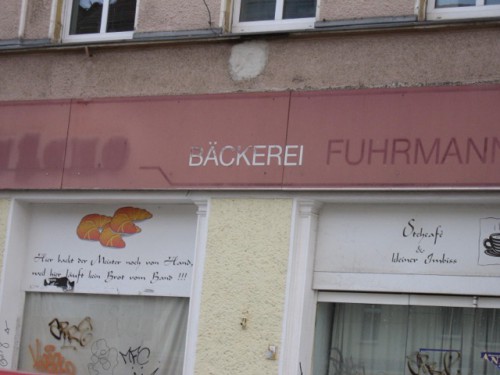 BÄCKEREI FUHRMANN
Hier backt der Meister noch von Hand,
weil hier läuft kein Brot vom Band !!!
Stehcafé
&
kleiner Imbiss